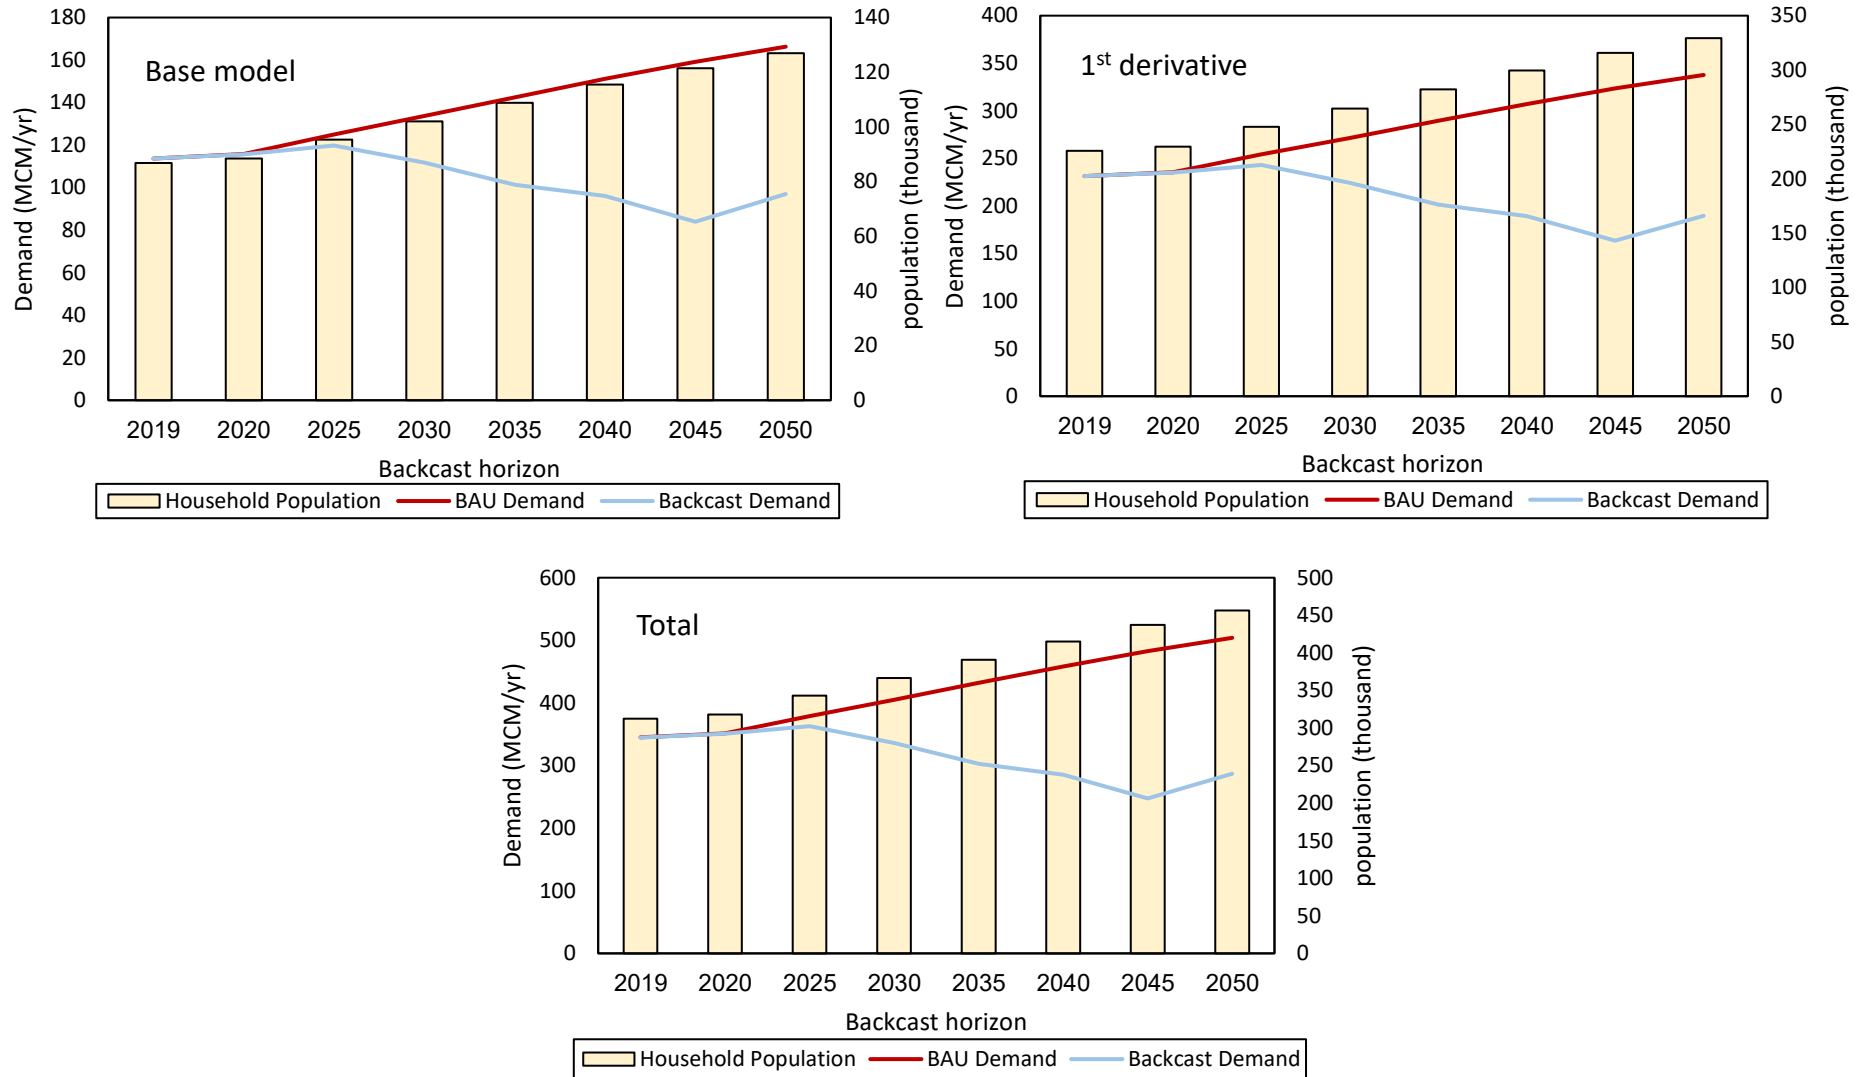 Base model
Demand (MCM/yr)
180
160
140
120
100
80
60
40
20
0
140
120
100
80
60
40
20
0
population (thousand)
2019 2020 2025 2030 2035 2040 2045 2050
Backcast horizon
Household Population BAU Demand Backcast Demand
1st derivative
Demand (MCM/yr)
400
350
300
250
200
150
100
50
0
350
300
250
200
150
100
50
0
population (thousand)
2019 2020 2025 2030 2035 2040 2045 2050
Backcast horizon
Household Population BAU Demand Backcast Demand
Total
Demand (MCM/yr)
600
500
400
300
200
100
0
500
450
400
350
300
250
200
150
100
50
0
population (thousand)
2019 2020 2025 2030 2035 2040 2045 2050
Backcast horizon
Household Population BAU Demand Backcast Demand